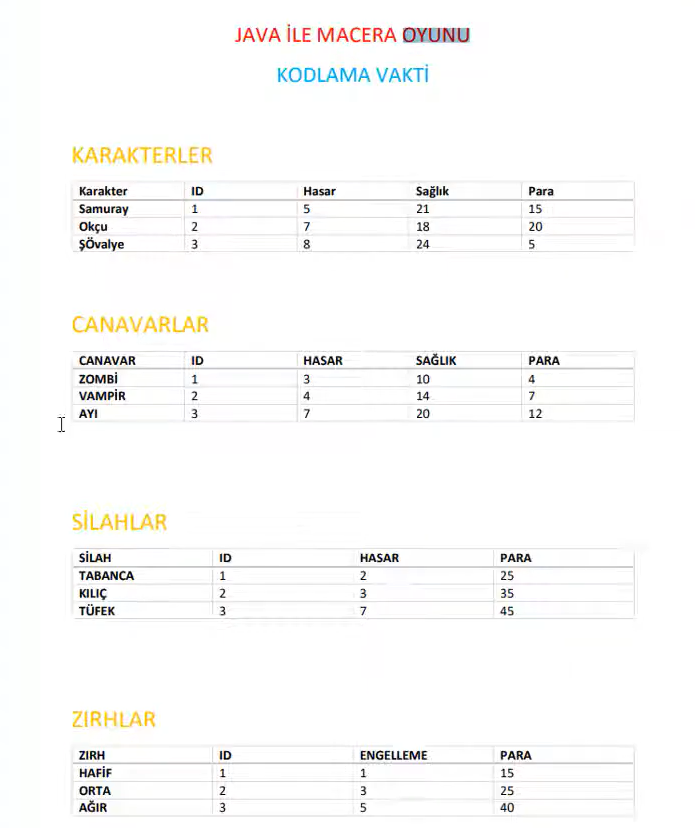 JAVA İLE MACERA OYUNU
KODLAMA VAKTİ
KARAKTERLER
Karakter ID Hasar Sağlık Para
Samuray 1 5 21 15
Okçu 2 7 18 20
ŞÖvalye 3 8 24 5
CANAVARLAR
CANAVAR ID HASAR SAĞLIK PARA
ZOMBİ 1 3 10 4
VAMPİR 2 4 14 7
AYI 3 7 20 12
SİLAHLAR
SİLAH ID HASAR PARA
TABANCA 1 2 25
KILIÇ 2 3 35
TÜFEK 3 7 45
ZIRHLAR
ZIRH ID ENGELLEME PARA
HAFİF 1 1 15
ORTA 2 3 25
AĞIR 3 5 40